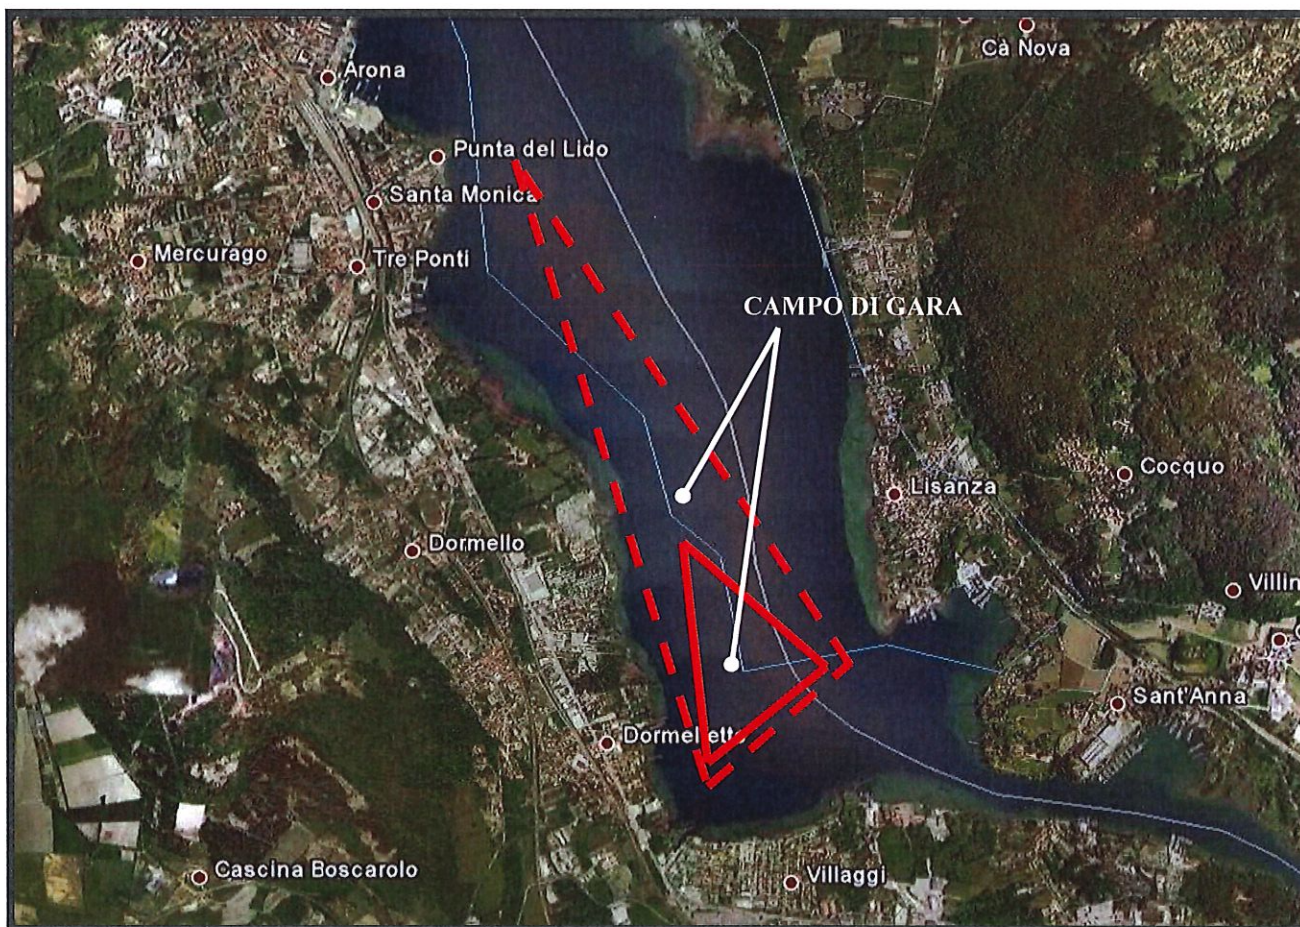 Cà Nova
Arona
Punta del Lido
Santa Monica
Mercurago
Tre Ponti
CAMPO DI GARA
Cocquo
Lisanza
Dormello
Villin
Sant'Anna
Dormelletto
Cascina Boscarolo
Villaggi